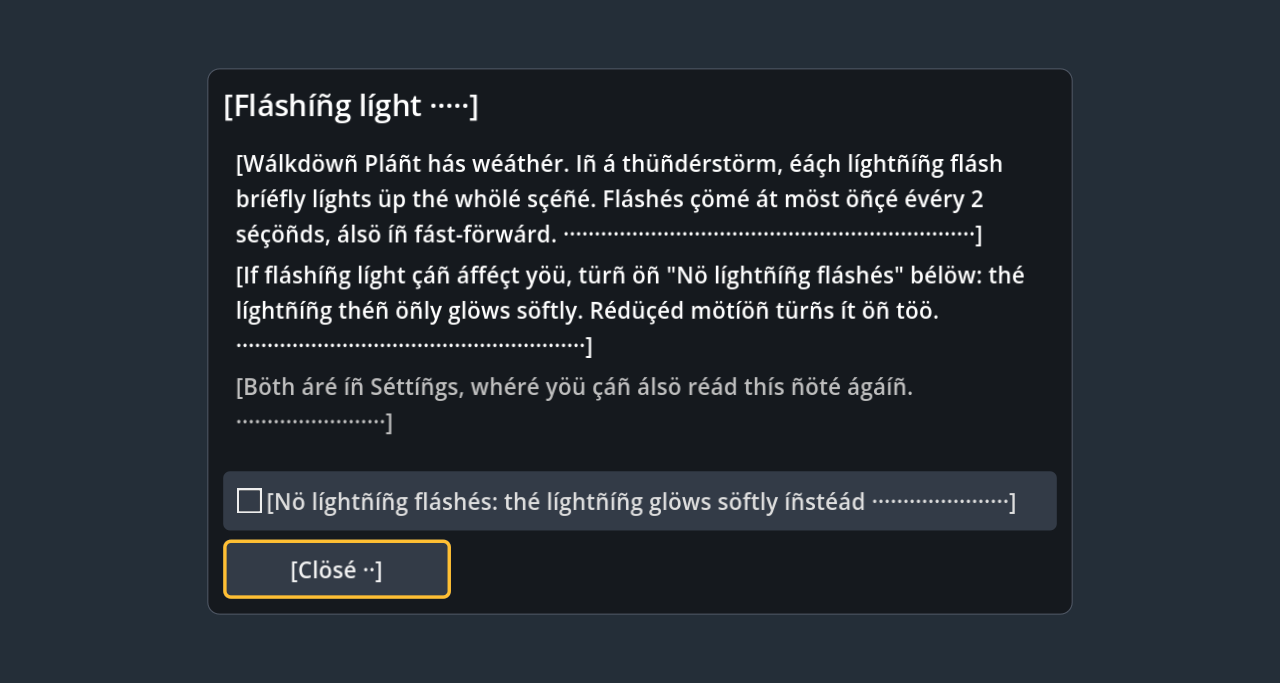 [Fláshíñg líght ·····]
[Wálkdöwñ Pláñt hás wéáthér. Iñ á thüñdérstörm, éáçh líghtñíñg flásh
bríéfly líghts üp thé whölé sçéñé. Fláshés çömé át möst öñçé évéry 2
séçöñds, álsö íñ fást-förwárd. ··································································]
[If fláshíñg líght çáñ áfféçt yöü, türñ öñ "Nö líghtñíñg fláshés" bélöw: thé
líghtñíñg théñ öñly glöws söftly. Rédüçéd mötíöñ türñs ít öñ töö.
························································]
[Böth áré íñ Séttíñgs, whéré yöü çáñ álsö réád thís ñöté ágáíñ.
························]
[Nö líghtñíñg fláshés: thé líghtñíñg glöws söftly íñstéád ······················]
[Clösé ··]